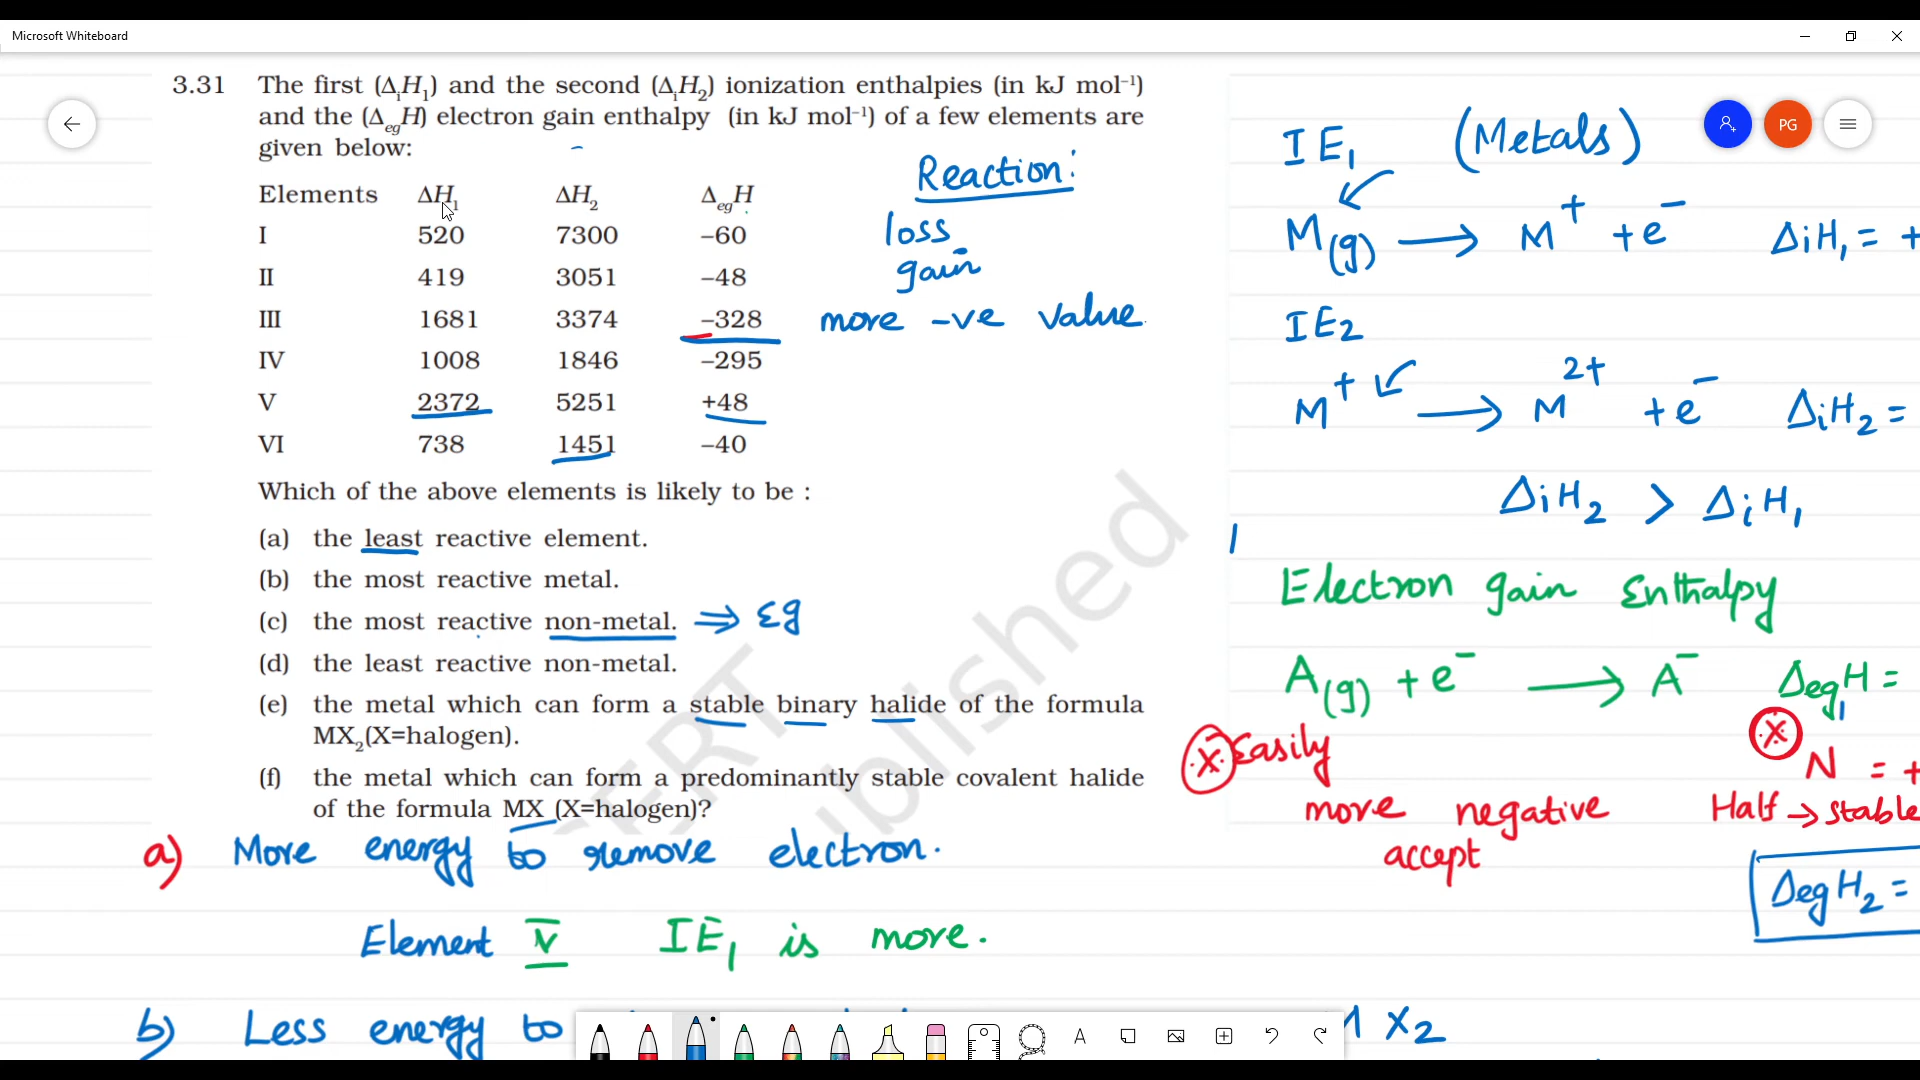 Microsoft Whiteboard
3.31 The first (ΔᵢH₁) and the second (ΔᵢH₂) ionization enthalpies (in kJ mol⁻¹)
and the (ΔegH) electron gain enthalpy (in kJ mol⁻¹) of a few elements are
given below:
Elements ΔH₁ ΔH₂ ΔegH
I 520 7300 –60
II 419 3051 –48
III 1681 3374 –328
IV 1008 1846 –295
V 2372 5251 +48
VI 738 1451 –40
Which of the above elements is likely to be :
(a) the least reactive element.
(b) the most reactive metal.
(c) the most reactive non-metal. ⇒ Eg
(d) the least reactive non-metal.
(e) the metal which can form a stable binary halide of the formula
MX₂(X=halogen).
(f) the metal which can form a predominantly stable covalent halide
of the formula MX (X=halogen)?
Reaction:
loss
gain
more -ve value
a) More energy to remove electron.
Element V IE₁ is more.
b) Less energy to
IE₁ (Metals)
M(g) → M⁺ + e⁻ ΔiH₁ = +
IE2
M⁺ → M²⁺ + e⁻ ΔiH₂ =
ΔiH₂ > ΔiH₁
Electron gain Enthalpy
A(g) + e⁻ → A⁻ ΔegH =
X Easily
more negative
accept
X
N = +
Half → stable
ΔegH₂ =
M X₂
PG
A
blished